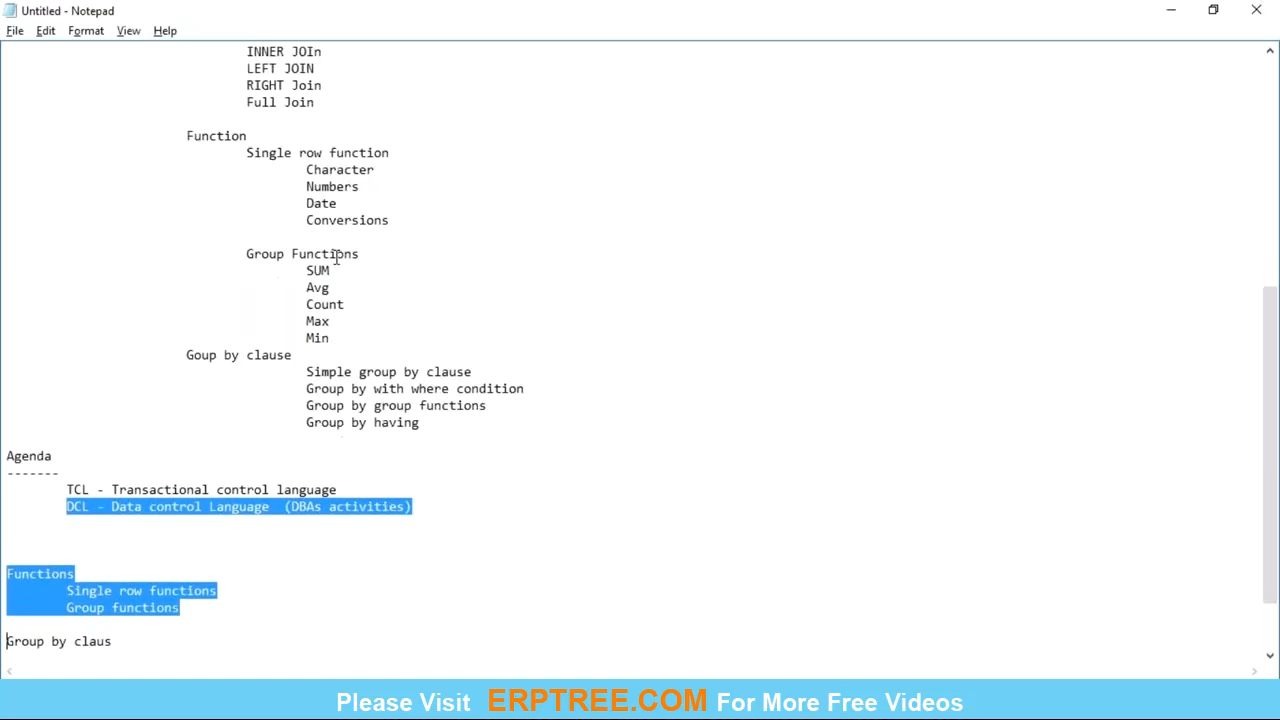 Untitled - Notepad
File Edit Format View Help
INNER JOIn
LEFT JOIN
RIGHT Join
Full Join
Function
Single row function
Character
Numbers
Date
Conversions
Group Functions
SUM
Avg
Count
Max
Min
Goup by clause
Simple group by clause
Group by with where condition
Group by group functions
Group by having
Agenda
-------
TCL - Transactional control language
DCL - Data control Language (DBAs activities)
Functions
Single row functions
Group functions
Group by claus
Please Visit ERPTREE.COM For More Free Videos